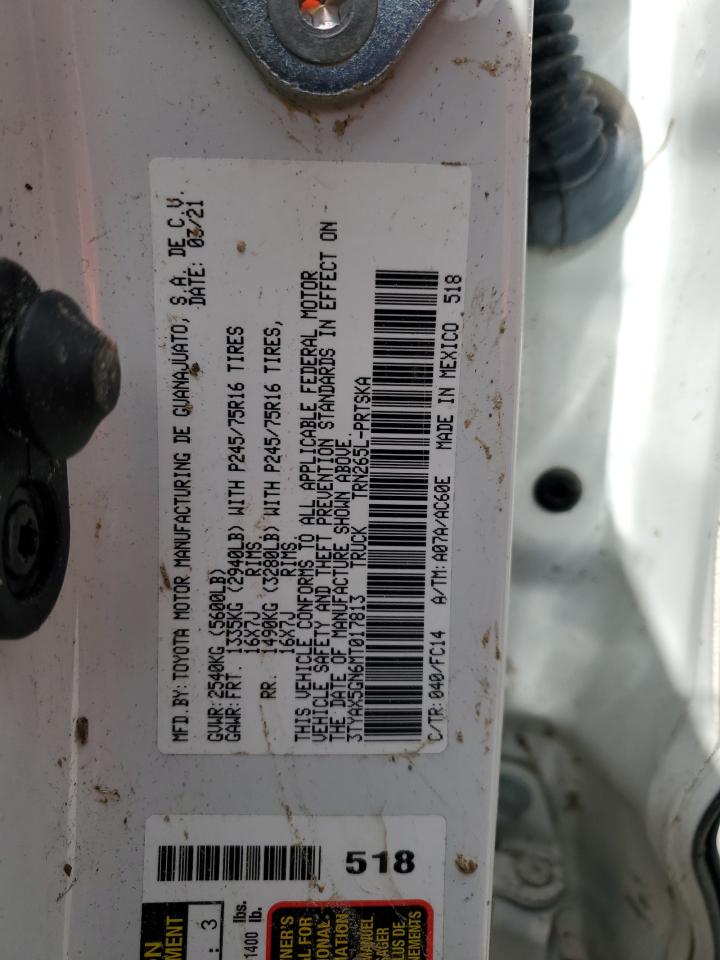 MFD. BY: TOYOTA MOTOR MANUFACTURING DE GUANAJUATO, S.A. DE C.V.
DATE: 03/21
GVWR: 2540KG (5600LB)
GAWR: FRT. 1335KG (2940LB) WITH P245/75R16 TIRES
16X7J RIMS
RR. 1490KG (3280LB) WITH P245/75R16 TIRES,
16X7J RIMS.
THIS VEHICLE CONFORMS TO ALL APPLICABLE FEDERAL MOTOR
VEHICLE SAFETY AND THEFT PREVENTION STANDARDS IN EFFECT ON
THE DATE OF MANUFACTURE SHOWN ABOVE.
3TYAX5GN6MT017813 TRUCK TRN265L-PRTSKA
C/TR: 040/FC14 A/TM: A07A/AC60E MADE IN MEXICO 518
518
: 3
lbs.
1400 lb.